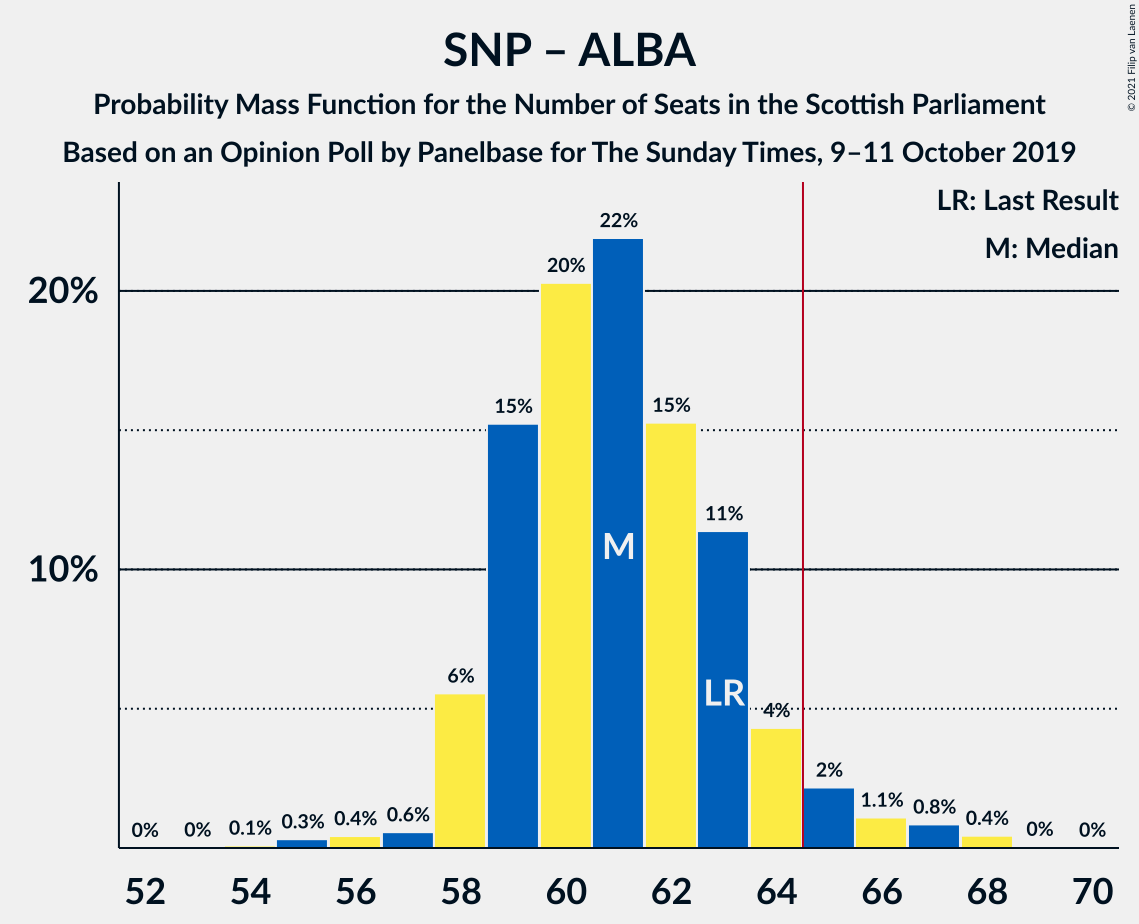 SNP – ALBA
Probability Mass Function for the Number of Seats in the Scottish Parliament
Based on an Opinion Poll by Panelbase for The Sunday Times, 9–11 October 2019
© 2021 Filip van Laenen
LR: Last Result
M: Median
20%
10%
0%
0%
0.1%
0.3%
0.4%
0.6%
6%
15%
20%
22%
15%
11%
4%
2%
1.1%
0.8%
0.4%
0%
0%
M
LR
52 54 56 58 60 62 64 66 68 70